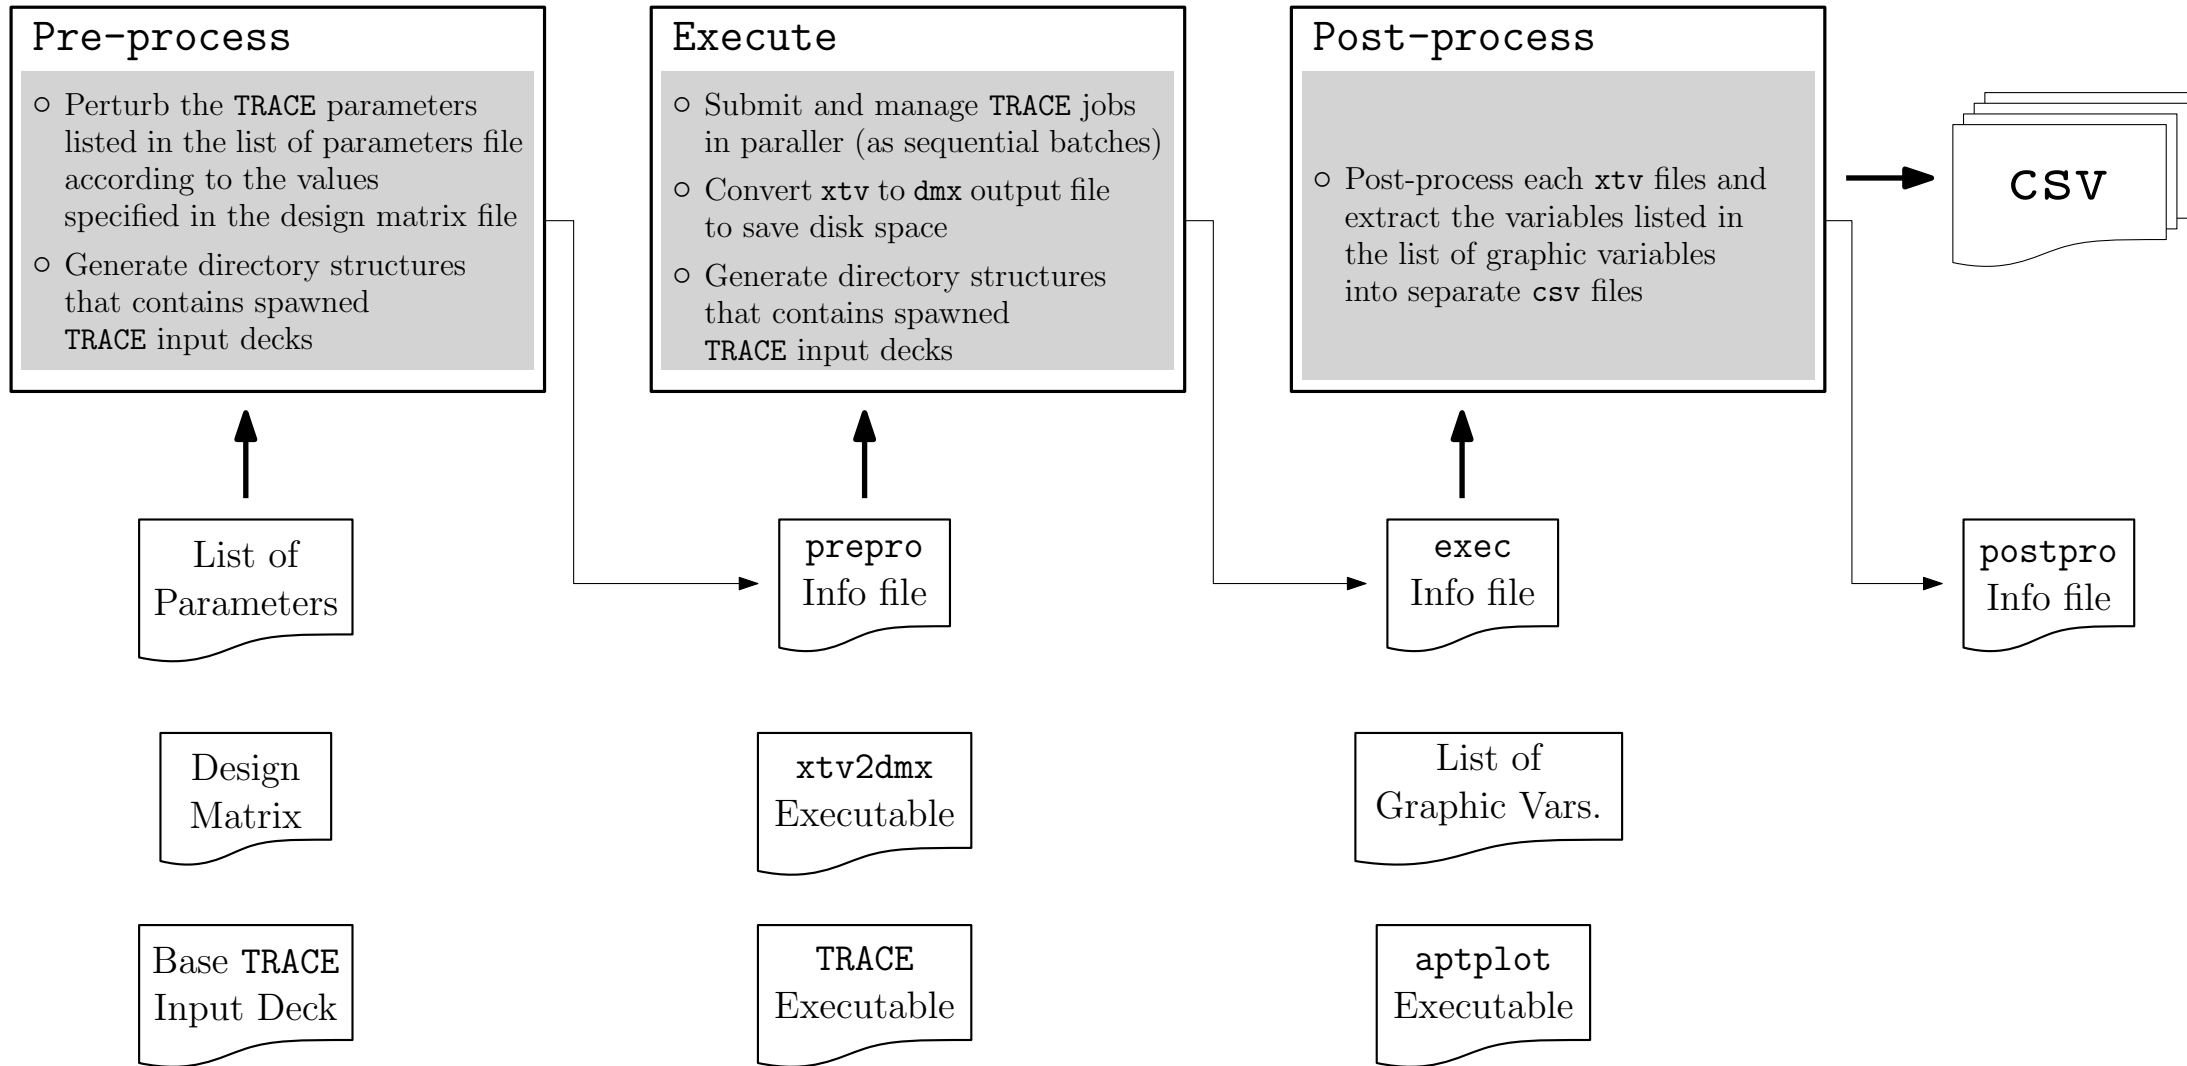 Pre-process
○ Perturb the TRACE parameters
listed in the list of parameters file
according to the values
specified in the design matrix file
○ Generate directory structures
that contains spawned
TRACE input decks
Execute
○ Submit and manage TRACE jobs
in paraller (as sequential batches)
○ Convert xtv to dmx output file
to save disk space
○ Generate directory structures
that contains spawned
TRACE input decks
Post-process
○ Post-process each xtv files and
extract the variables listed in
the list of graphic variables
into separate csv files
csv
List of
Parameters
prepro
Info file
exec
Info file
postpro
Info file
Design
Matrix
xtv2dmx
Executable
List of
Graphic Vars.
Base TRACE
Input Deck
TRACE
Executable
aptplot
Executable